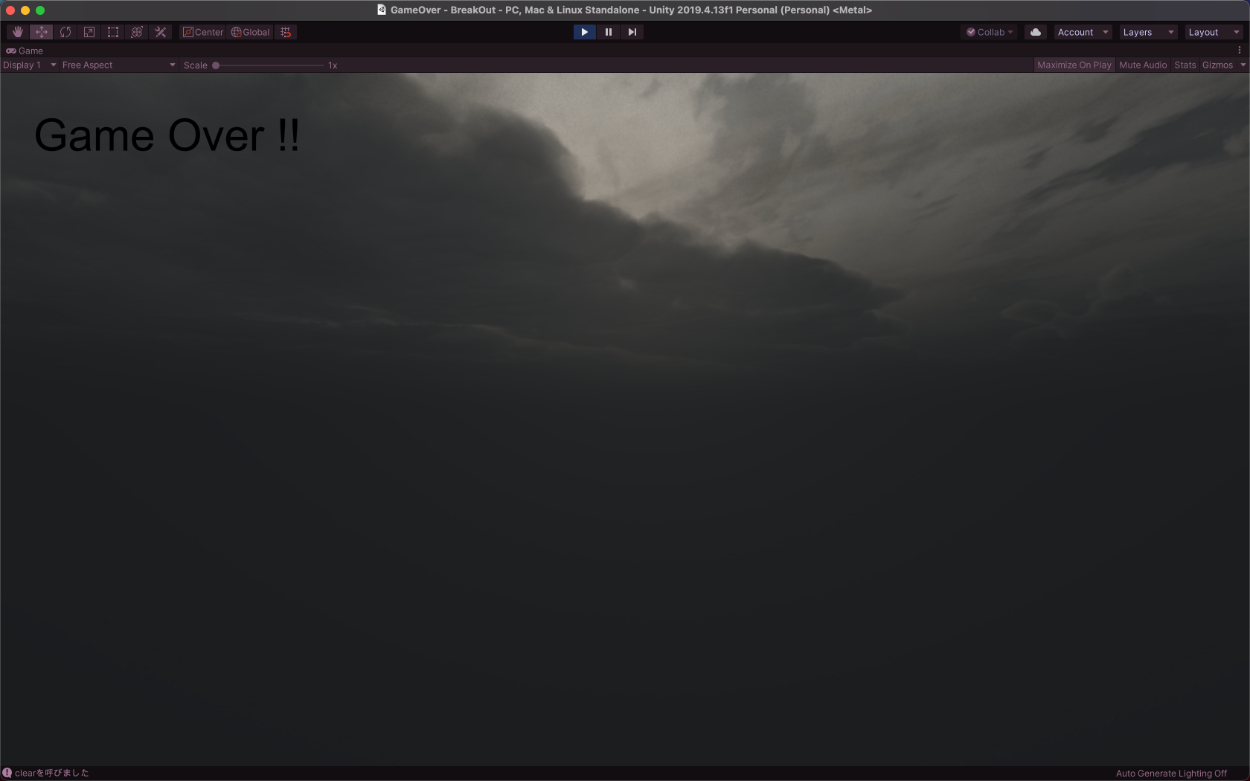 GameOver - BreakOut - PC, Mac & Linux Standalone - Unity 2019.4.13f1 Personal (Personal) <Metal>
Center Global Collab Account Layers Layout
Game
Display 1 Free Aspect Scale 1x Maximize On Play Mute Audio Stats Gizmos
Game Over !!
clearを呼びました Auto Generate Lighting Off